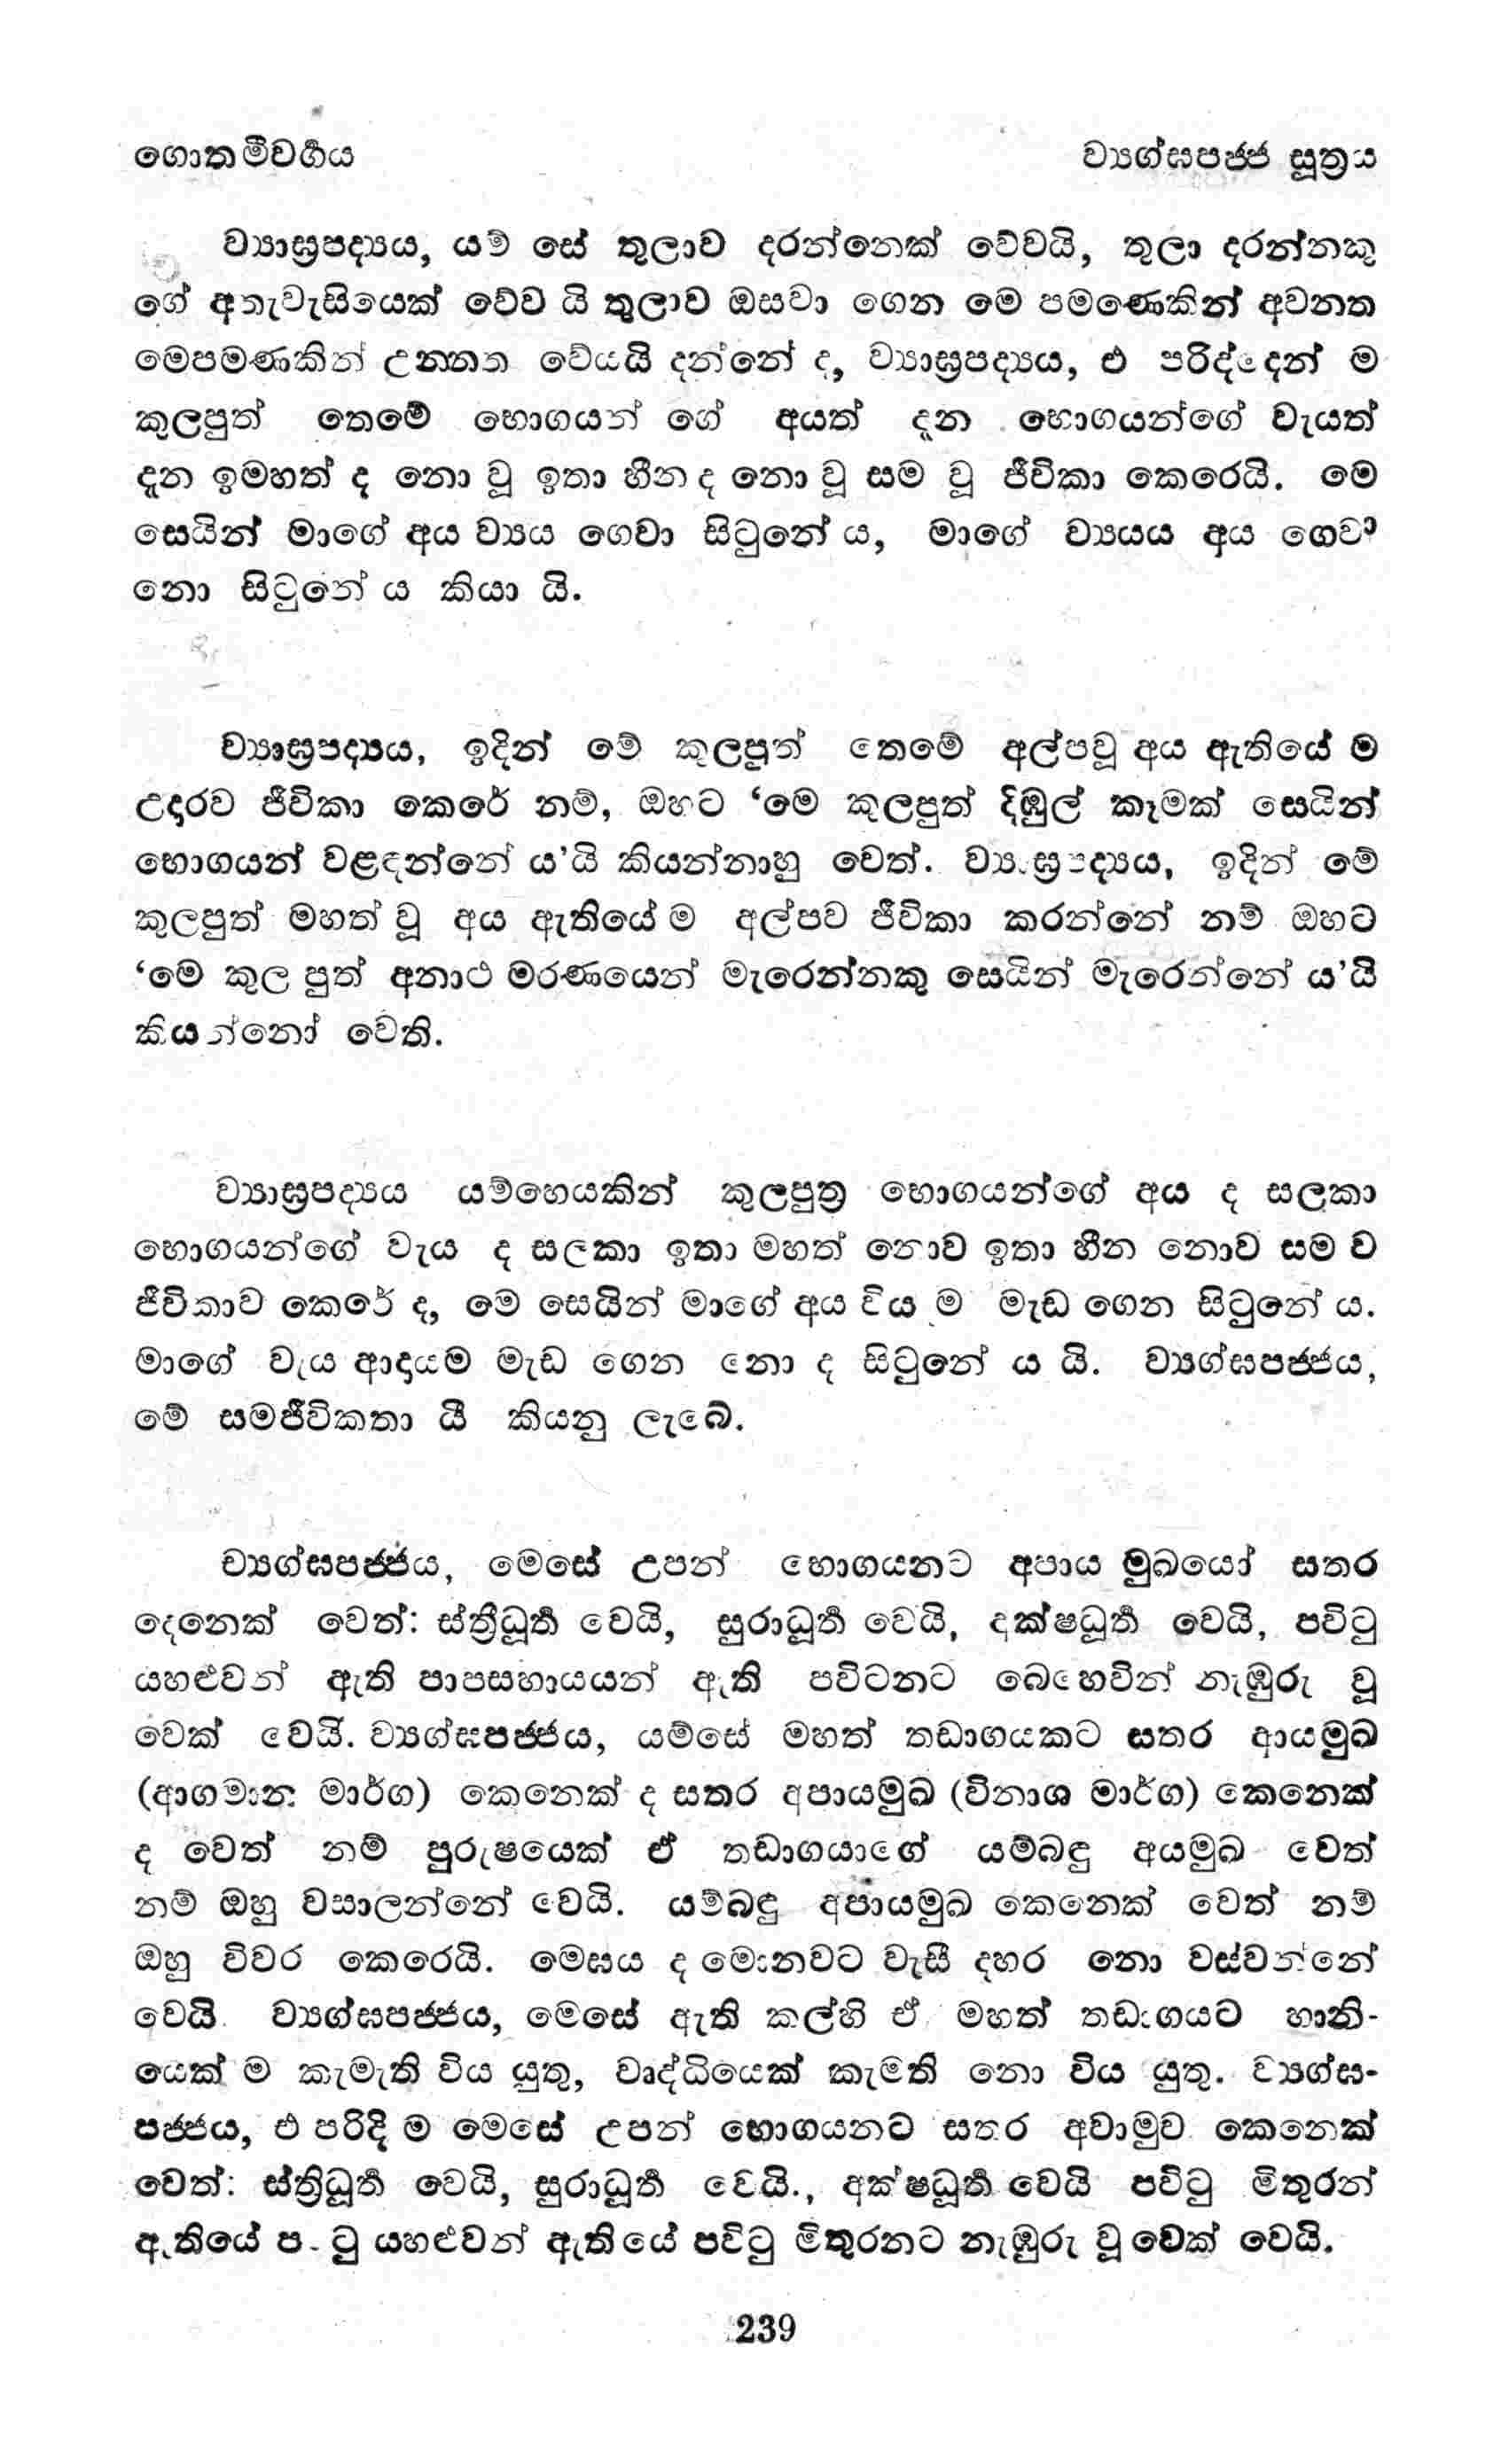 ගොතමීවර්‍ගය
ව්‍යග්ඝපජ්ජ සූත්‍රය
ව්‍යාඝ්‍රපද්‍යය, යම් සේ තුලාව දරන්නෙක් වේවයි, තුලා දරන්නකු
ගේ අතැවැසියෙක් වේව යි තුලාව ඔසවා ගෙන මෙ පමණෙකින් අවනත
මෙපමණකින් උන්නත වේයයි දන්නේ ද, ව්‍යාඝ්‍රපද්‍යය, එ පරිද්දෙන් ම
කුලපුත් තෙමේ භොගයන් ගේ අයත් දැන භොගයන්ගේ වැයත්
දැන ඉමහත් ද නො වූ ඉතා හීන ද නො වූ සම වූ ජීවිකා කෙරෙයි. මෙ
සෙයින් මාගේ අය ව්‍යය ගෙවා සිටුනේ ය, මාගේ ව්‍යයය අය ගෙවා
නො සිටුනේ ය කියා යි.
ව්‍යාඝ්‍රපද්‍යය, ඉදින් මේ කුලපුත් තෙමේ අල්පවූ අය ඇතියේ ම
උදාරව ජීවිකා කෙරේ නම්, ඔහට ‘මෙ කුලපුත් දිඹුල් කෑමක් සෙයින්
භොගයන් වළඳන්නේ ය’යි කියන්නාහු වෙත්. ව්‍යාඝ්‍රපද්‍යය, ඉදින් මේ
කුලපුත් මහත් වූ අය ඇතියේ ම අල්පව ජීවිකා කරන්නේ නම් ඔහට
‘මෙ කුල පුත් අනාථ මරණයෙන් මැරෙන්නකු සෙයින් මැරෙන්නේ ය’යි
කියන්නෝ වෙති.
ව්‍යාඝ්‍රපද්‍යය යම්හෙයකින් කුලපුත්‍ර භොගයන්ගේ අය ද සලකා
භොගයන්ගේ වැය ද සලකා ඉතා මහත් නොව ඉතා හීන නොව සම ව
ජීවිකාව කෙරේ ද, මෙ සෙයින් මාගේ අය විය ම මැඩ ගෙන සිටුනේ ය.
මාගේ වැය ආදායම මැඩ ගෙන නො ද සිටුනේ ය යි. ව්‍යග්ඝපජ්ජය,
මේ සමජීවිකතා යී කියනු ලැබේ.
ව්‍යග්ඝපජ්ජය, මෙසේ උපන් භොගයනට අපාය මුඛයෝ සතර
දෙනෙක් වෙත්: ස්ත්‍රීධූර්‍ත වෙයි, සුරාධූර්‍ත වෙයි, දක්ෂධූර්‍ත වෙයි, පවිටු
යහළුවන් ඇති පාපසහායයන් ඇති පවිටනට බෙහෙවින් නැඹුරු වූ
වෙක් වෙයි. ව්‍යග්ඝපජ්ජය, යම්සේ මහත් තඩාගයකට සතර ආයමුඛ
(ආගමාන මාර්ග) කෙනෙක් ද සතර අපායමුඛ (විනාශ මාර්ග) කෙනෙක්
ද වෙත් නම් පුරුෂයෙක් ඒ තඩාගයාගේ යම්බඳු අයමුඛ වෙත්
නම් ඔහු වසාලන්නේ වෙයි. යම්බඳු අපායමුඛ කෙනෙක් වෙත් නම්
ඔහු විවර කෙරෙයි. මෙඝය ද මොනවට වැසී දහර නො වස්වන්නේ
වෙයි. ව්‍යග්ඝපජ්ජය, මෙසේ ඇති කල්හි ඒ මහත් තඩාගයට හානි-
යෙක් ම කැමැති විය යුතු, වෘද්ධියෙක් කැමති නො විය යුතු. ව්‍යග්ඝ-
පජ්ජය, එ පරිදි ම මෙසේ උපන් භොගයනට සතර අවාමුව කෙනෙක්
වෙත්: ස්ත්‍රිධූර්‍ත වෙයි, සුරාධූර්‍ත වෙයි., අක්ෂධූර්‍ත වෙයි පවිටු මිතුරන්
ඇතියේ යහළුවන් ඇතියේ පවිටු මිතුරනට නැඹුරු වූ වෙක් වෙයි.
239